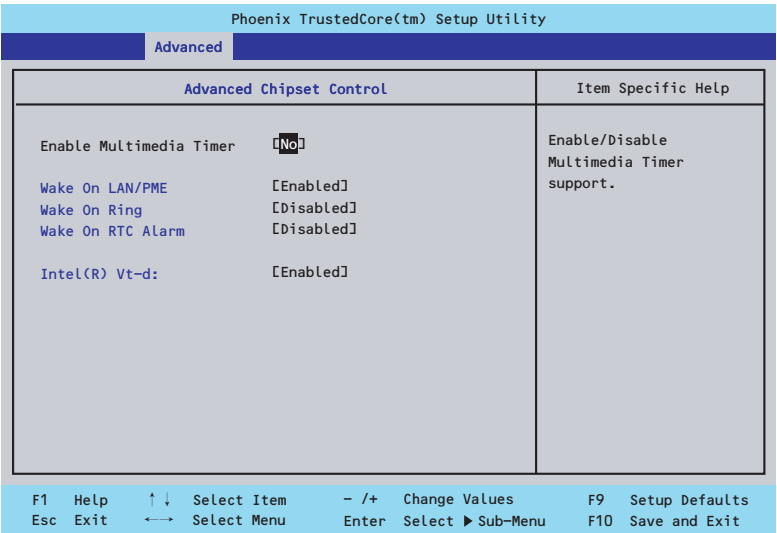 Phoenix TrustedCore(tm) Setup Utility
Advanced
Advanced Chipset Control
Item Specific Help
Enable Multimedia Timer [No]
Wake On LAN/PME [Enabled]
Wake On Ring [Disabled]
Wake On RTC Alarm [Disabled]
Intel(R) Vt-d: [Enabled]
Enable/Disable
Multimedia Timer
support.
F1 Help ↑↓ Select Item - /+ Change Values F9 Setup Defaults
Esc Exit ←→ Select Menu Enter Select ▶ Sub-Menu F10 Save and Exit